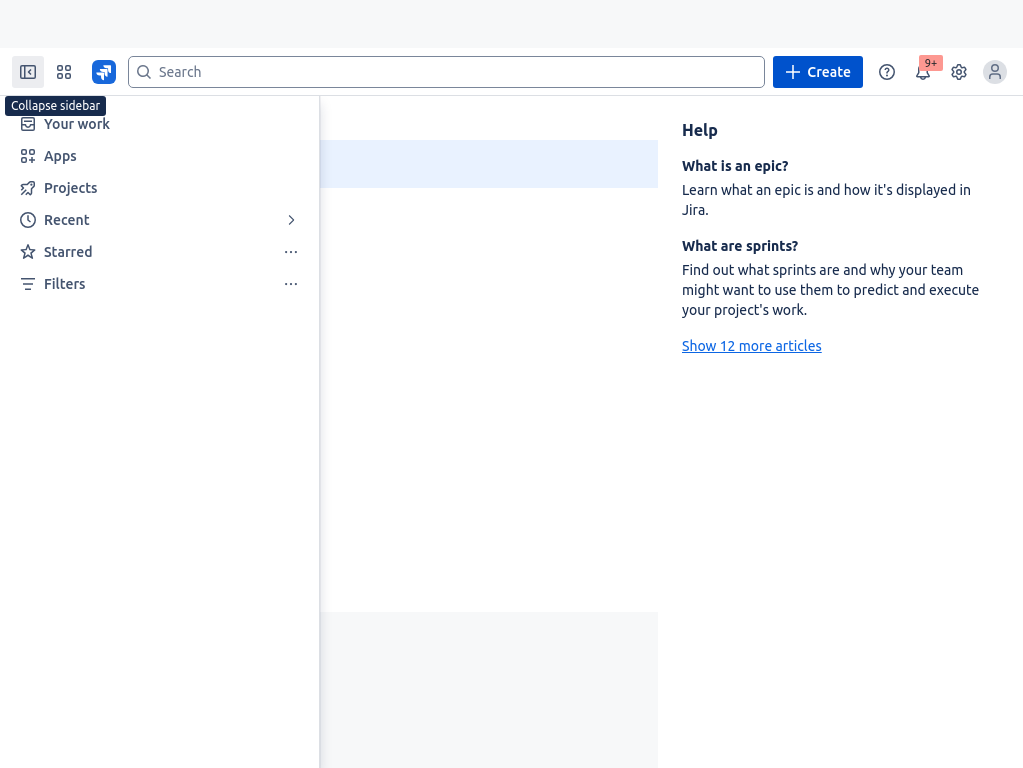 Search
Create
9+
Collapse sidebar
Your work
Apps
Projects
Recent
Starred
Filters
Help
What is an epic?
Learn what an epic is and how it's displayed in
Jira.
What are sprints?
Find out what sprints are and why your team
might want to use them to predict and execute
your project's work.
Show 12 more articles